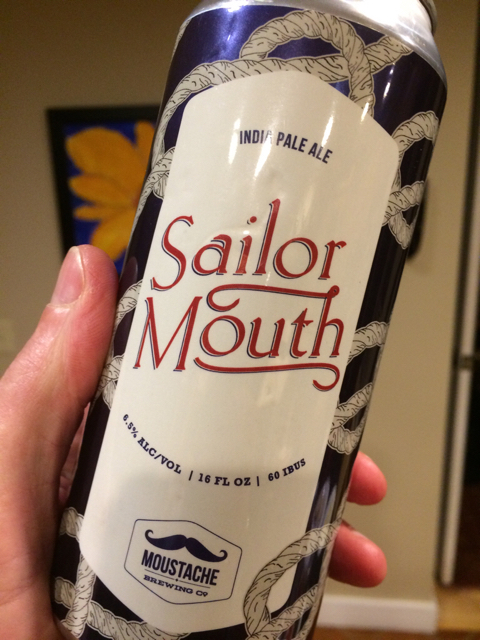 INDIA PALE ALE
Sailor
Mouth
6.5% ALC/VOL | 16 FL OZ | 60 IBUS
MOUSTACHE
BREWING CO